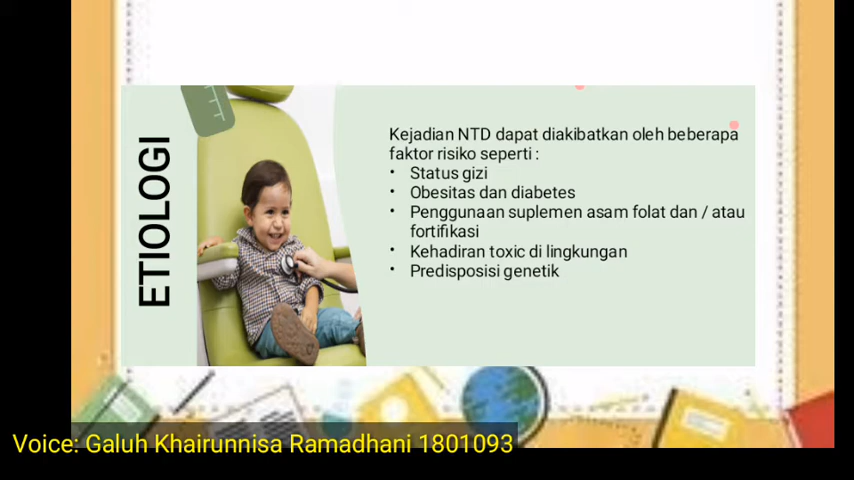 ETIOLOGI
Kejadian NTD dapat diakibatkan oleh beberapa
faktor risiko seperti :
• Status gizi
• Obesitas dan diabetes
• Penggunaan suplemen asam folat dan / atau
fortifikasi
• Kehadiran toxic di lingkungan
• Predisposisi genetik
Voice: Galuh Khairunnisa Ramadhani 1801093